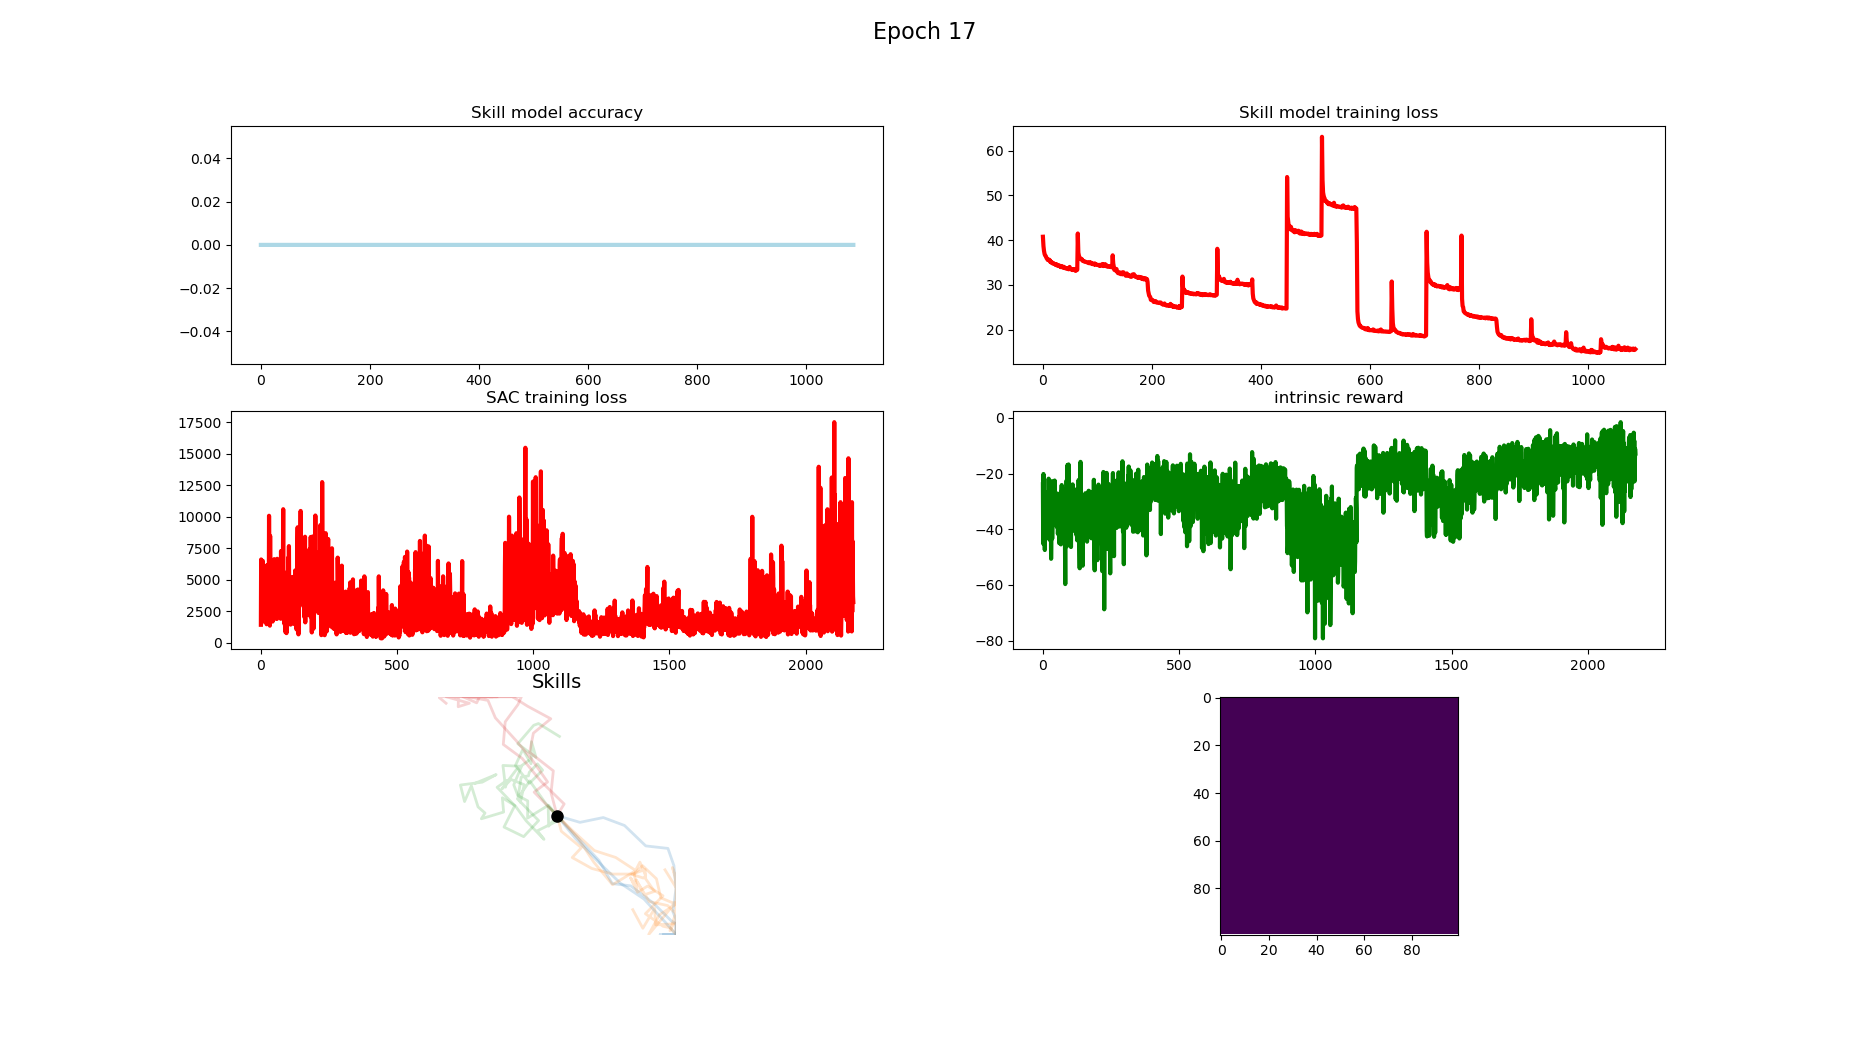 Epoch 17
Skill model accuracy
0.04
0.02
0.00
−0.02
−0.04
0 200 400 600 800 1000
Skill model training loss
60
50
40
30
20
0 200 400 600 800 1000
SAC training loss
17500
15000
12500
10000
7500
5000
2500
0
0 500 1000 1500 2000
intrinsic reward
0
−20
−40
−60
−80
0 500 1000 1500 2000
Skills
0
20
40
60
80
0 20 40 60 80